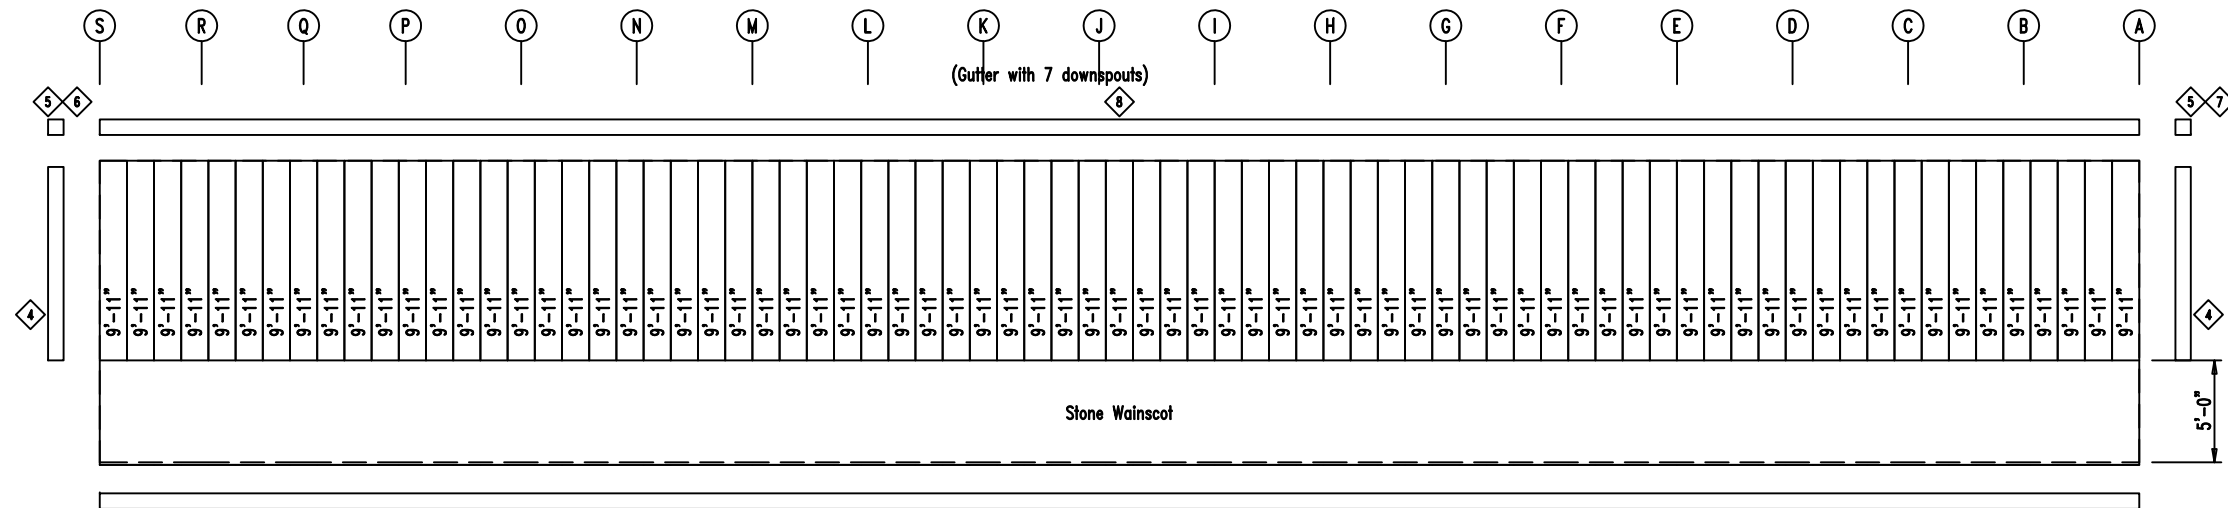 S R Q P O N M L K J I H G F E D C B A
(Gutter with 7 downspouts)
5 6 8 5 7
9'-11" 9'-11" 9'-11" 9'-11" 9'-11" 9'-11" 9'-11" 9'-11" 9'-11" 9'-11" 9'-11" 9'-11" 9'-11" 9'-11" 9'-11" 9'-11" 9'-11" 9'-11" 9'-11" 9'-11" 9'-11" 9'-11" 9'-11" 9'-11" 9'-11" 9'-11" 9'-11" 9'-11" 9'-11" 9'-11" 9'-11" 9'-11" 9'-11" 9'-11" 9'-11" 9'-11" 9'-11" 9'-11" 9'-11" 9'-11" 9'-11" 9'-11" 9'-11" 9'-11" 9'-11" 9'-11" 9'-11" 9'-11" 9'-11" 9'-11" 9'-11" 9'-11" 9'-11" 9'-11" 9'-11" 9'-11" 9'-11" 9'-11" 9'-11" 9'-11" 9'-11" 9'-11" 9'-11" 9'-11" 9'-11" 9'-11" 9'-11" 9'-11" 9'-11" 9'-11" 9'-11" 9'-11" 9'-11" 9'-11" 9'-11"
4 4
Stone Wainscot
5'-0"